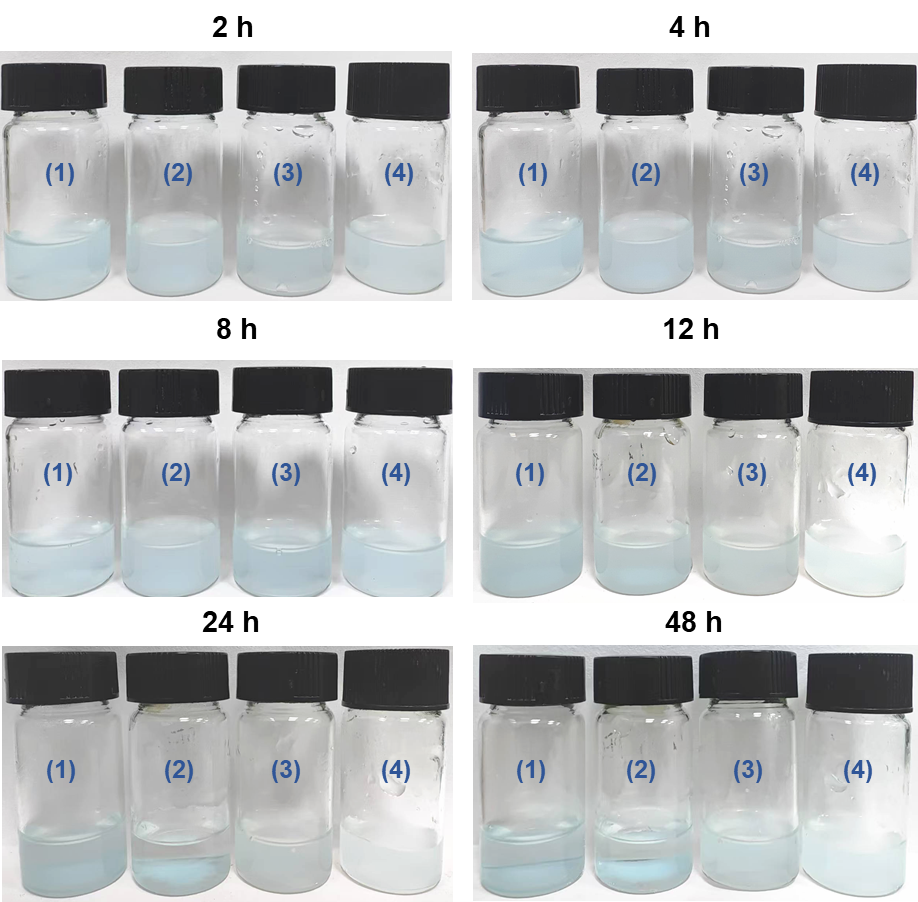 2 h 4 h
(1) (2) (3) (4) (1) (2) (3) (4)
8 h 12 h
(1) (2) (3) (4) (1) (2) (3) (4)
24 h 48 h
(1) (2) (3) (4) (1) (2) (3) (4)